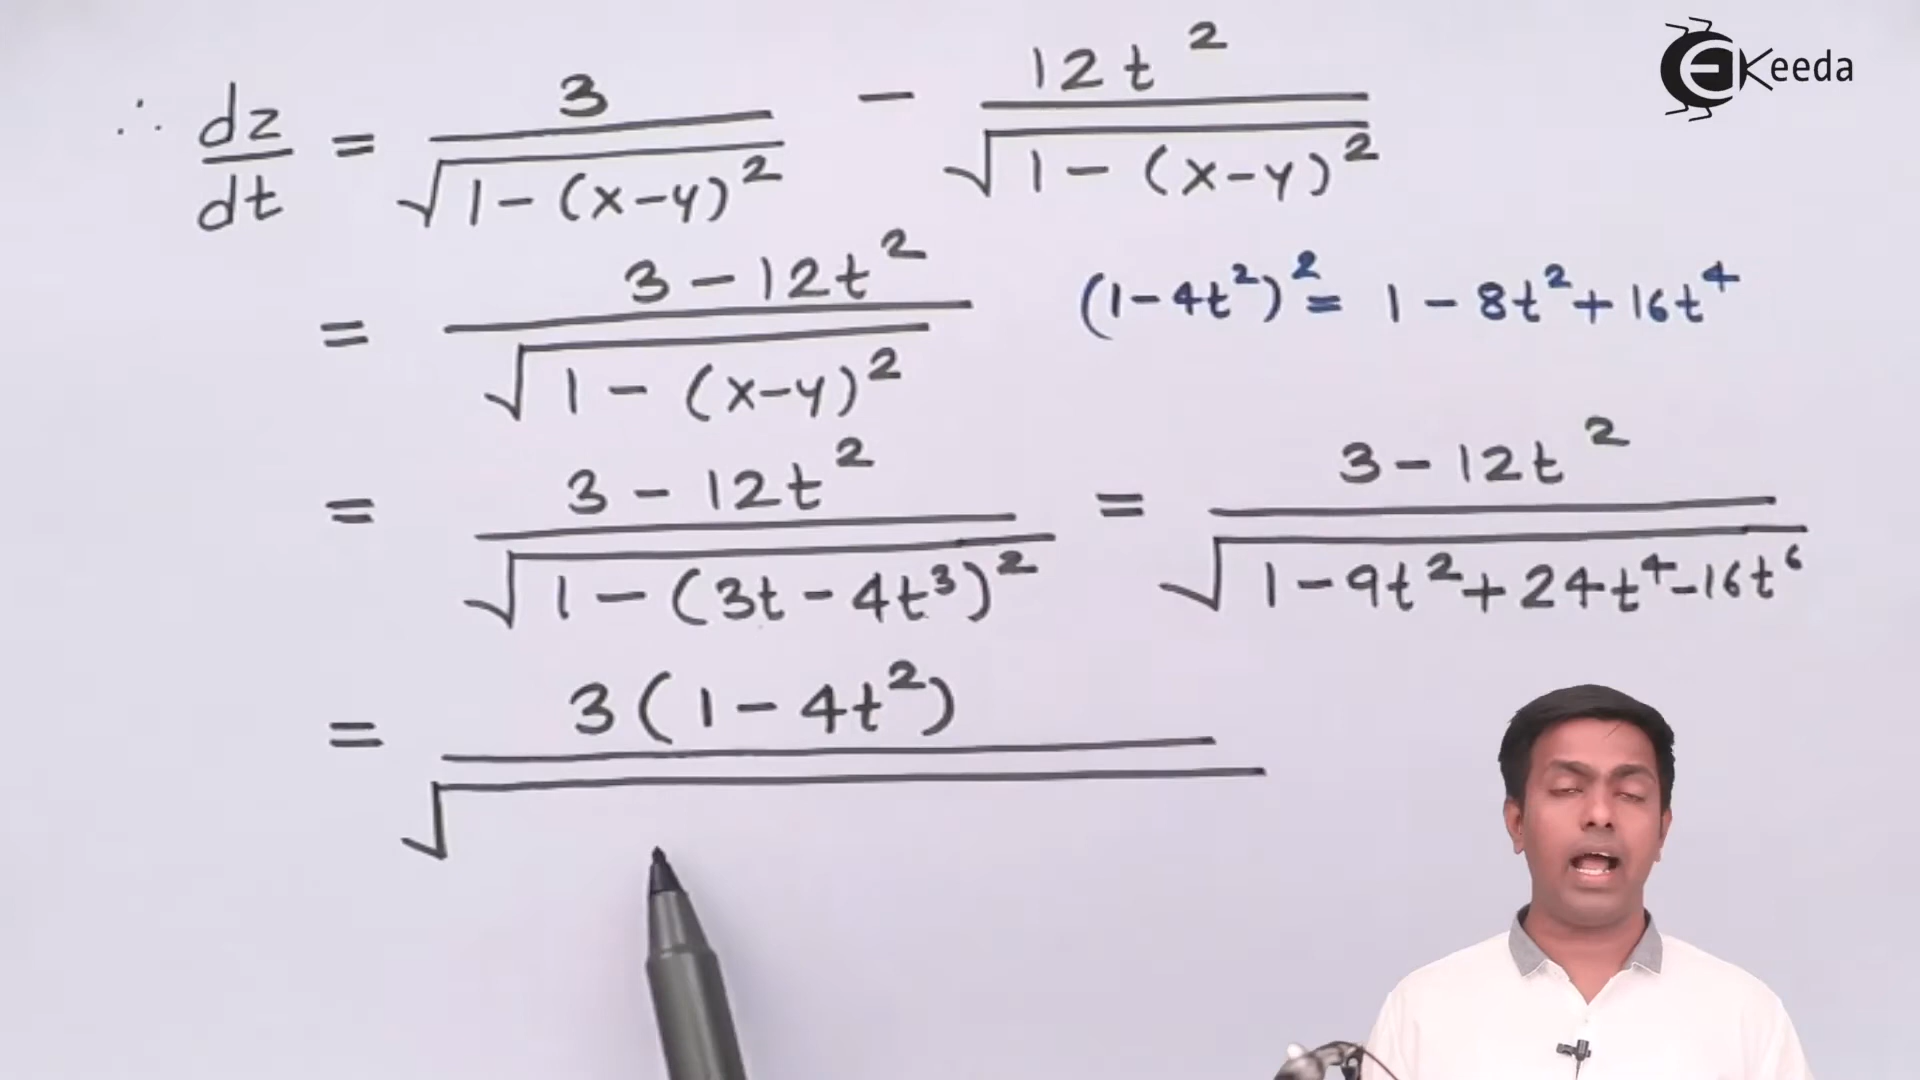 EKeeda
∴ dz/dt = 3/√(1-(x-y)²) - 12t²/√(1-(x-y)²)
= (3-12t²)/√(1-(x-y)²)
(1-4t²)² = 1-8t²+16t⁴
= (3-12t²)/√(1-(3t-4t³)²) = (3-12t²)/√(1-9t²+24t⁴-16t⁶)
= 3(1-4t²)/√